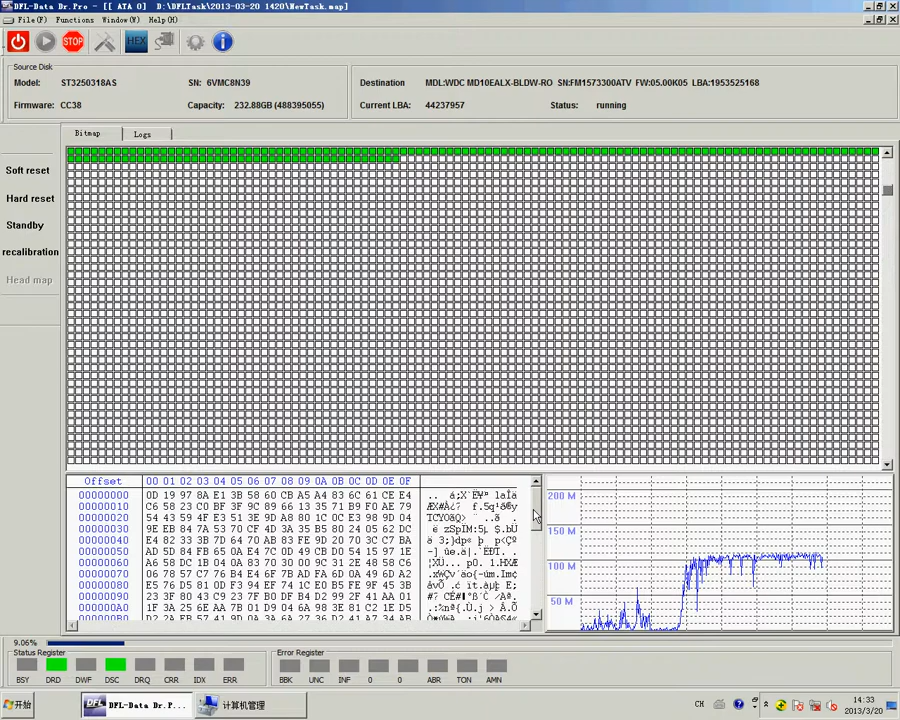 DFL-Data Dr.Pro - [[ ATA 0]  D:\DFLTask\2013-03-20 1420\NewTask.map]
File(F) Functions Window(W) Help(H)
STOP HEX
Source Disk
Model: ST3250318AS SN: 6VMC8N39
Firmware: CC38 Capacity: 232.88GB (488395055)
Destination MDL:WDC MD10EALX-BLDW-RO SN:FM1573300ATV FW:05.00K05 LBA:1953525168
Current LBA: 44237957 Status: running
Bitmap Logs
Soft reset
Hard reset
Standby
recalibration
Head map
Offset 00 01 02 03 04 05 06 07 08 09 0A 0B 0C 0D 0E 0F
00000000 0D 19 97 8A E1 3B 58 60 CB A5 A4 83 6C 61 CE E4
00000010 C6 58 23 C0 BF 3F 9C 89 66 13 35 71 B9 F0 AE 79
00000020 54 43 59 4F E3 51 3E 9D A8 80 1C 0C E3 98 9D D4
00000030 9E EB 84 7A 53 70 CF 4D 3A 35 B5 80 24 05 62 DC
00000040 E4 82 33 3B 7D 64 70 AB 83 FE 9D 20 70 3C C7 BA
00000050 AD 5D 84 FB 65 0A E4 7C 0D 49 CB D0 54 15 97 1E
00000060 A6 58 DC 1B 04 0A 83 70 30 00 9C 31 2E 48 58 C6
00000070 06 78 57 C7 76 B4 E4 6F 7B AD FA 6D 0A 49 6D A2
00000080 E5 76 D5 81 0D F3 94 EF 74 1C E0 B5 FE 9F 45 3B
00000090 23 3F 80 43 C9 23 7F B0 DF B4 D2 99 2F 41 AA 01
000000A0 1F 3A 25 6E AA 7B 01 D9 04 6A 98 3E 81 C2 1E D5
200 M
150 M
100 M
50 M
9.06%
Status Register Error Register
BSY DRD DWF DSC DRQ CRR IDX ERR BBK UNC INF 0 0 ABR TON AMN
开始 DFL-Data Dr.P... 计算机管理 CH 14:33
2013/3/20